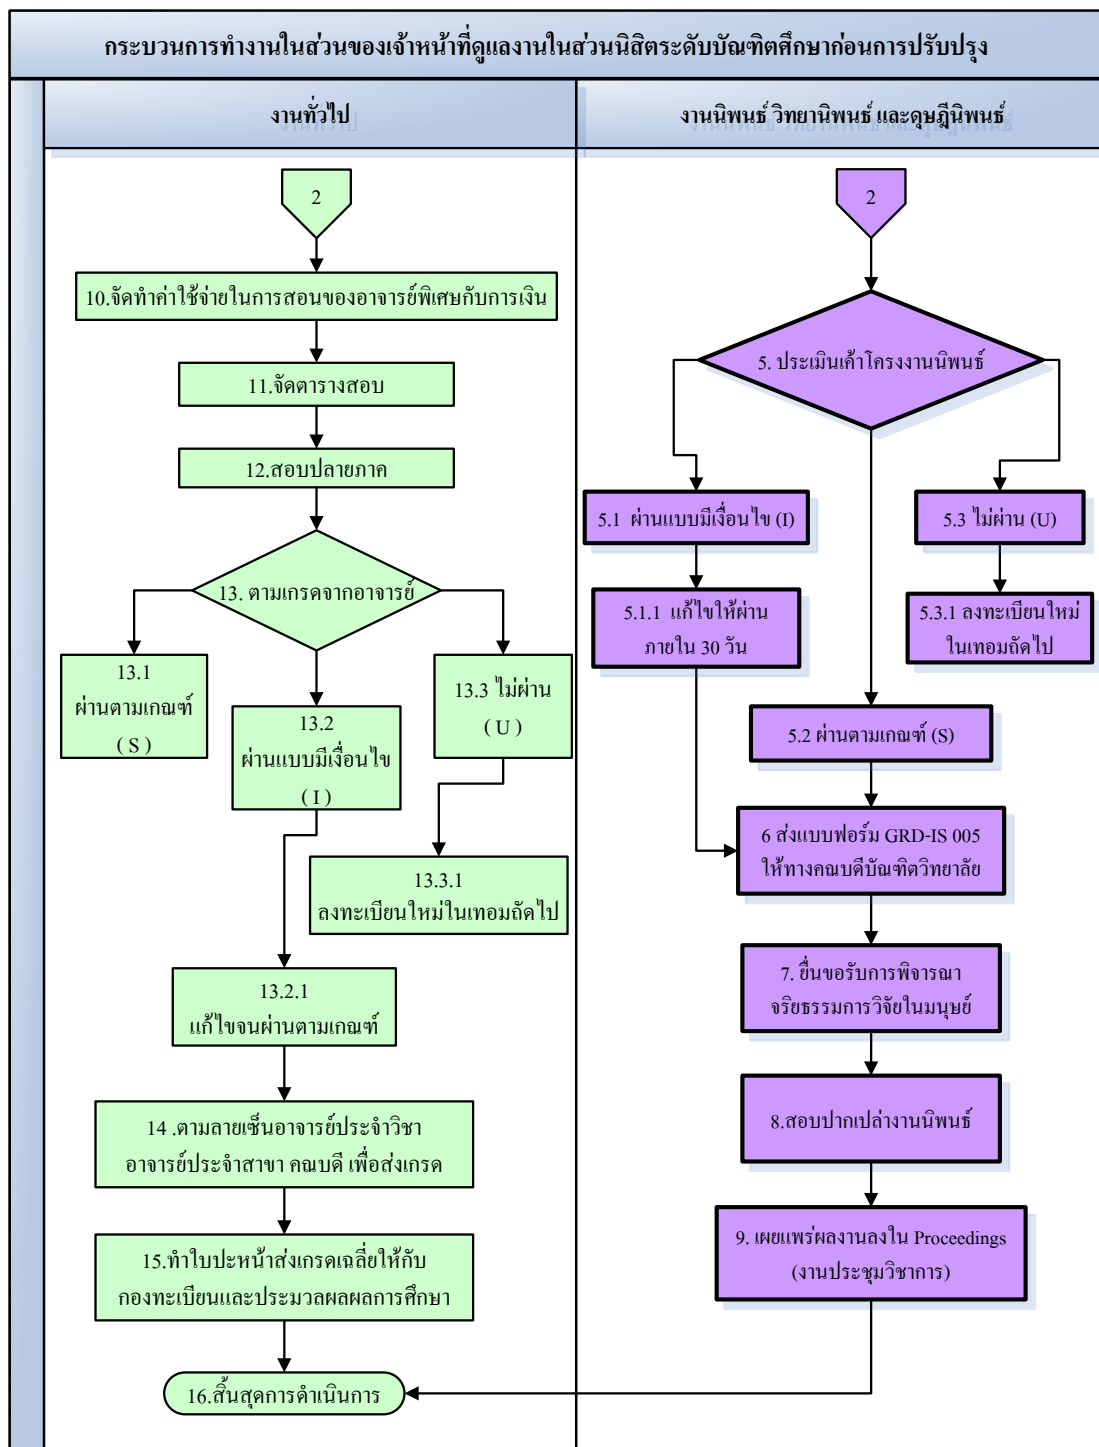 กระบวนการทำงานในส่วนของเจ้าหน้าที่ดูแลงานในส่วนนิสิตระดับบัณฑิตศึกษาก่อนการปรับปรุง
งานทั่วไป
งานนิพนธ์ วิทยานิพนธ์ และดุษฎีนิพนธ์
2
10.จัดทำค่าใช้จ่ายในการสอนของอาจารย์พิเศษกับการเงิน
11.จัดตารางสอบ
12.สอบปลายภาค
13. ตามเกรดจากอาจารย์
13.1
ผ่านตามเกณฑ์
( S )
13.2
ผ่านแบบมีเงื่อนไข
( I )
13.3 ไม่ผ่าน
( U )
13.3.1
ลงทะเบียนใหม่ในเทอมถัดไป
13.2.1
แก้ไขจนผ่านตามเกณฑ์
14 .ตามลายเซ็นอาจารย์ประจำวิชา
อาจารย์ประจำสาขา คณบดี เพื่อส่งเกรด
15.ทำใบปะหน้าส่งเกรดเฉลี่ยให้กับ
กองทะเบียนและประมวลผลผลการศึกษา
16.สิ้นสุดการดำเนินการ
2
5. ประเมินเค้าโครงงานนิพนธ์
5.1 ผ่านแบบมีเงื่อนไข (I)
5.3 ไม่ผ่าน (U)
5.1.1 แก้ไขให้ผ่าน
ภายใน 30 วัน
5.3.1 ลงทะเบียนใหม่
ในเทอมถัดไป
5.2 ผ่านตามเกณฑ์ (S)
6 ส่งแบบฟอร์ม GRD-IS 005
ให้ทางคณบดีบัณฑิตวิทยาลัย
7. ยื่นขอรับการพิจารณา
จริยธรรมการวิจัยในมนุษย์
8.สอบปากเปล่างานนิพนธ์
9. เผยแพร่ผลงานลงใน Proceedings
(งานประชุมวิชาการ)